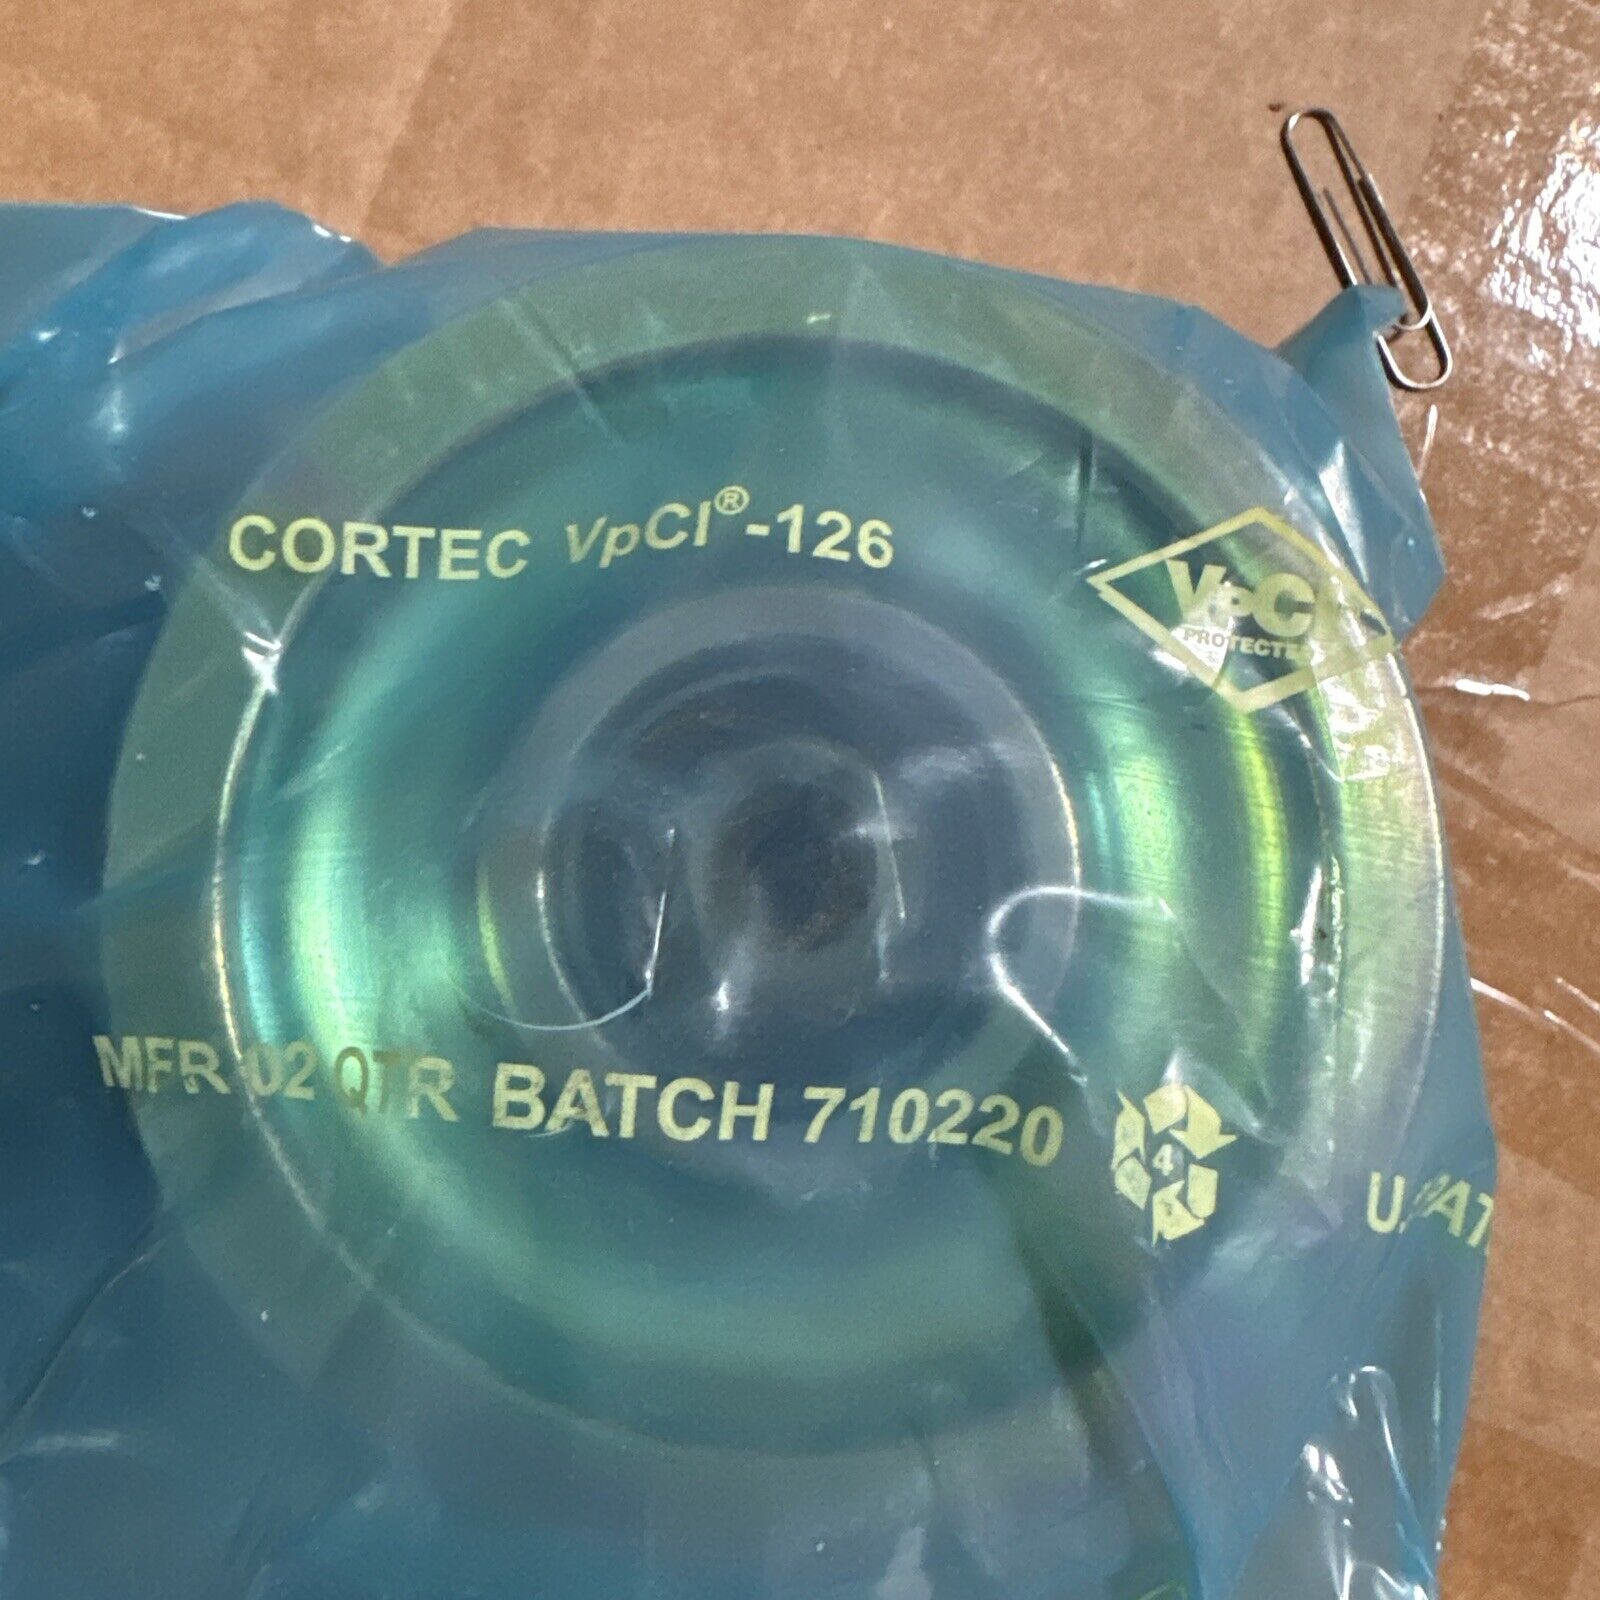 CORTEC VpCI®-126
VpCI
PROTECTED
MFR 02 QTR BATCH 710220
4